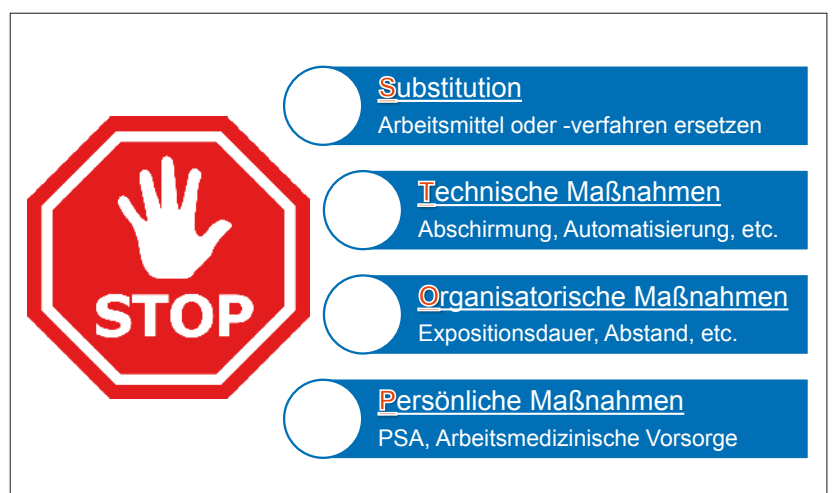 STOP
Substitution
Arbeitsmittel oder -verfahren ersetzen
Technische Maßnahmen
Abschirmung, Automatisierung, etc.
Organisatorische Maßnahmen
Expositionsdauer, Abstand, etc.
Persönliche Maßnahmen
PSA, Arbeitsmedizinische Vorsorge